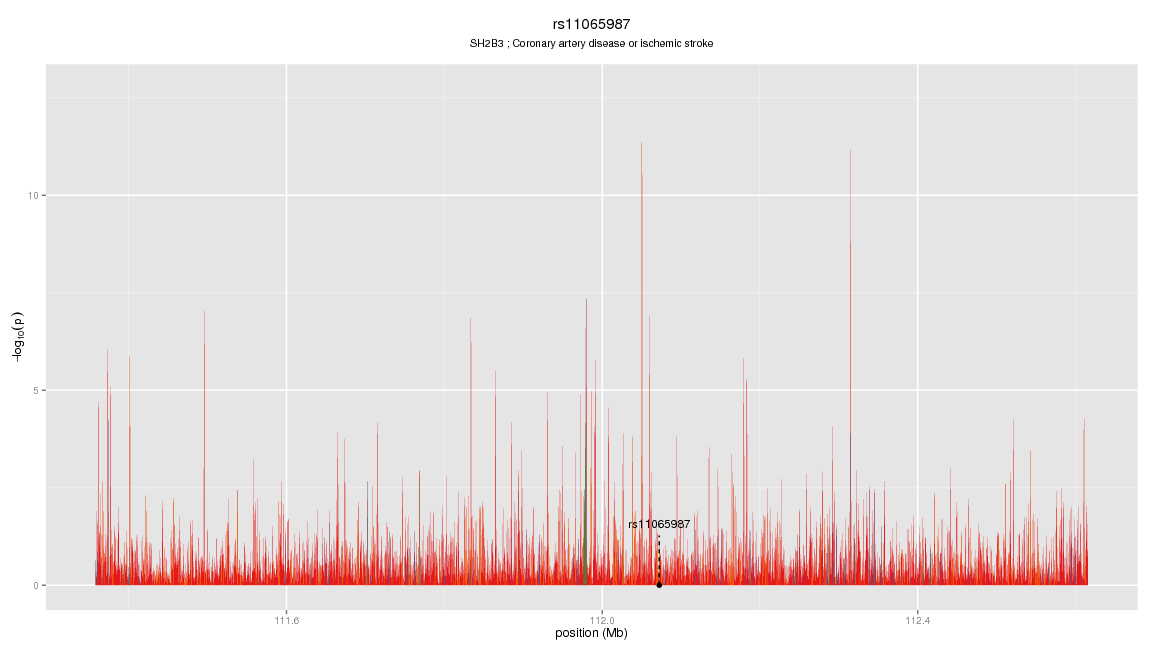 rs11065987
SH2B3 ; Coronary artery disease or ischemic stroke
10
5
0
−log10(p)
rs11065987
111.6
112.0
112.4
position (Mb)